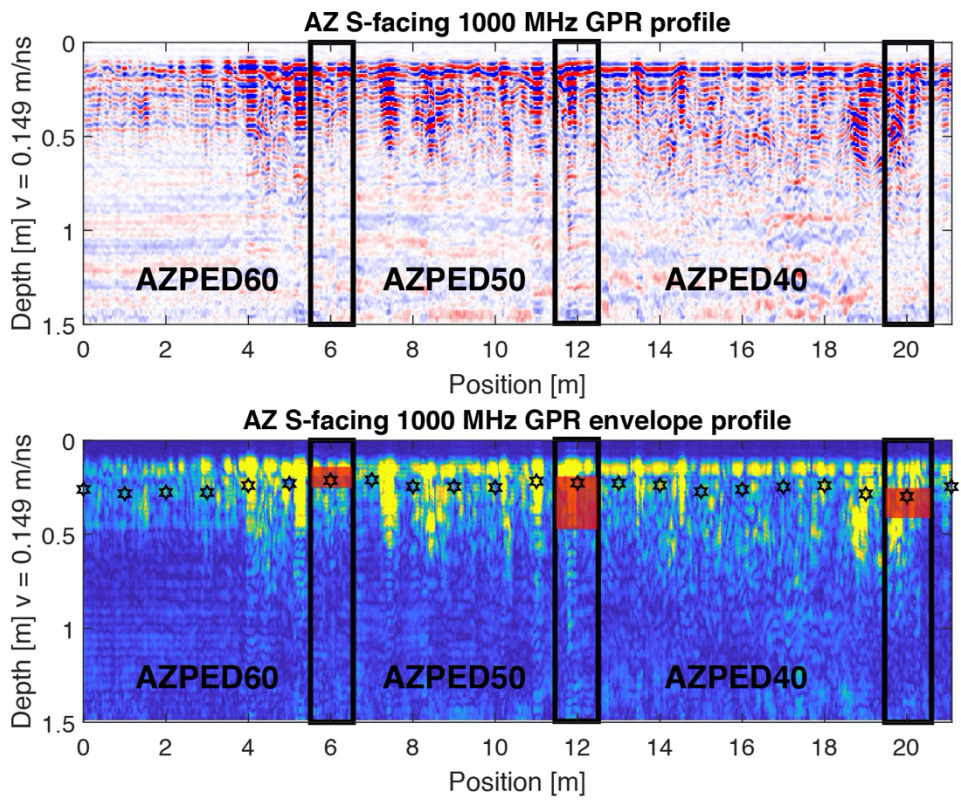 AZ S-facing 1000 MHz GPR profile
0
0.5
1
1.5
Depth [m] v = 0.149 m/ns
AZPED60 AZPED50 AZPED40
0 2 4 6 8 10 12 14 16 18 20
Position [m]
AZ S-facing 1000 MHz GPR envelope profile
0
0.5
1
1.5
Depth [m] v = 0.149 m/ns
AZPED60 AZPED50 AZPED40
0 2 4 6 8 10 12 14 16 18 20
Position [m]